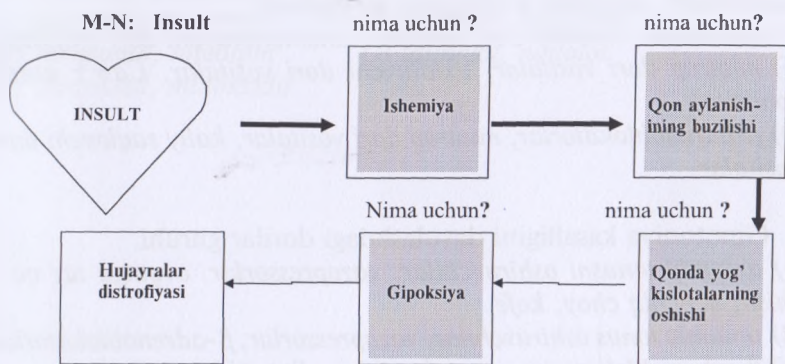 M-N: Insult
nima uchun ?
nima uchun?
INSULT
Ishemiya
Qon aylanish-
ining buzilishi
Nima uchun?
nima uchun ?
Hujayralar
distrofiyasi
Gipoksiya
Qonda yog'
kislotalarning
oshishi